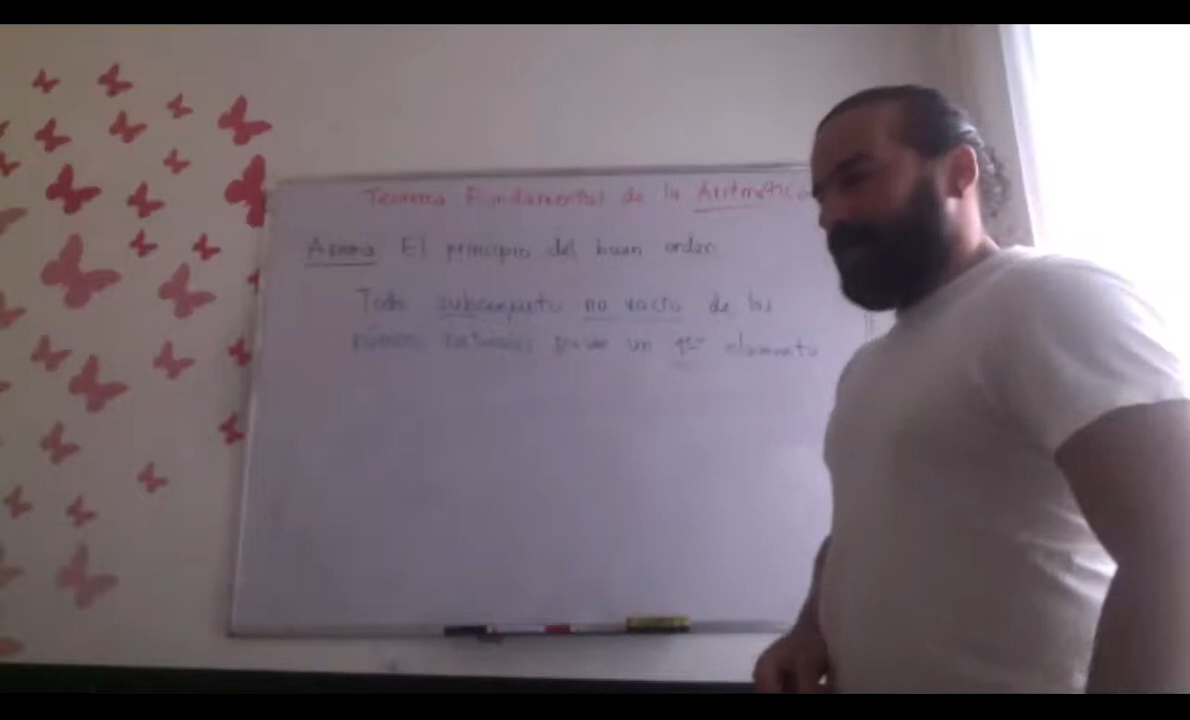 Teorema Fundamental de la Aritmética
Axioma El principio del buen orden
Todo subconjunto no vacío de los
números naturales posee un 1er elemento